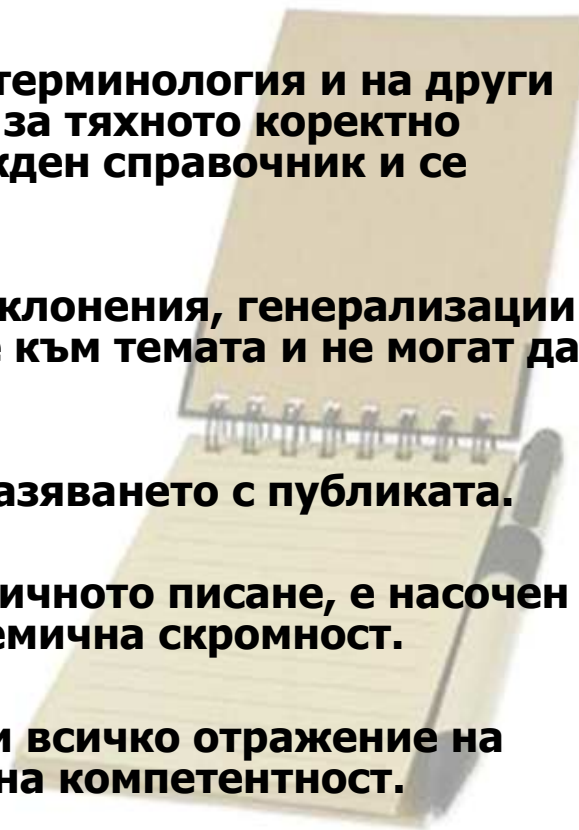 терминология и на други
за тяхното коректно
жден справочник и се
клонения, генерализации
е към темата и не могат да
азяването с публиката.
ичното писане, е насочен
емична скромност.
и всичко отражение на
на компетентност.